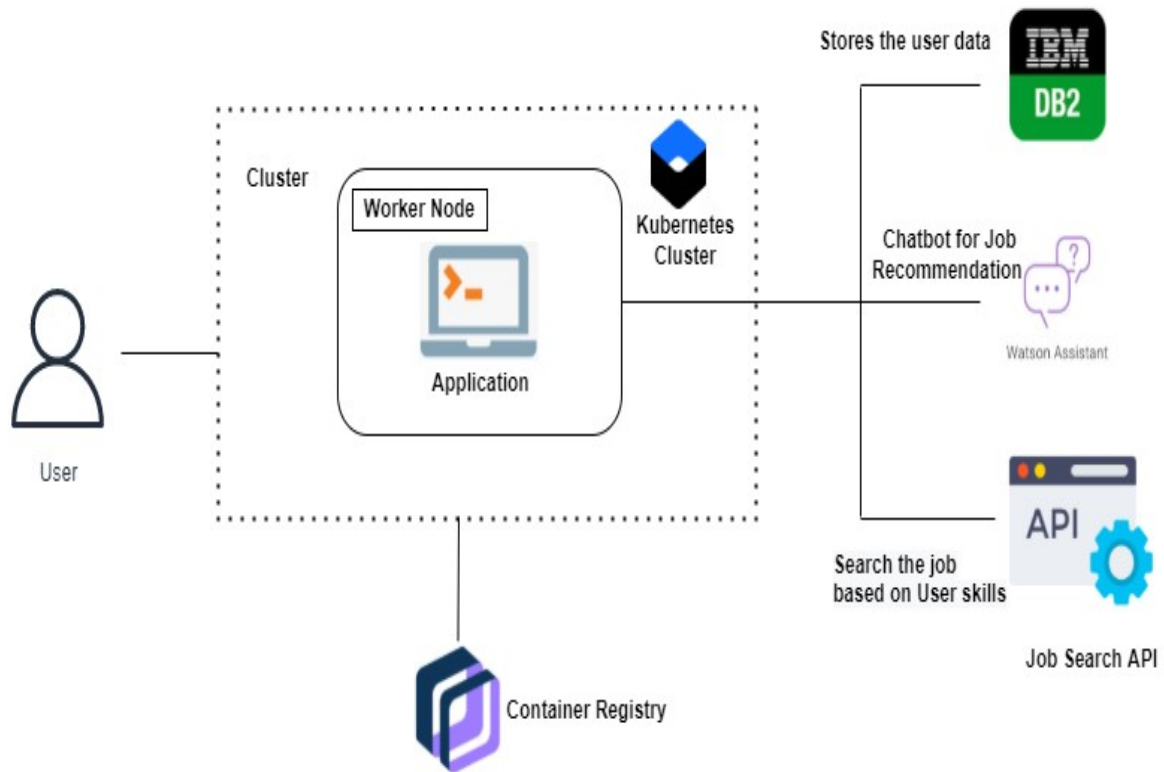 Stores the user data
IBM
DB2
Cluster
Worker Node
Kubernetes
Cluster
Application
Chatbot for Job
Recommendation
Watson Assistant
User
API
Search the job
based on User skills
Job Search API
Container Registry